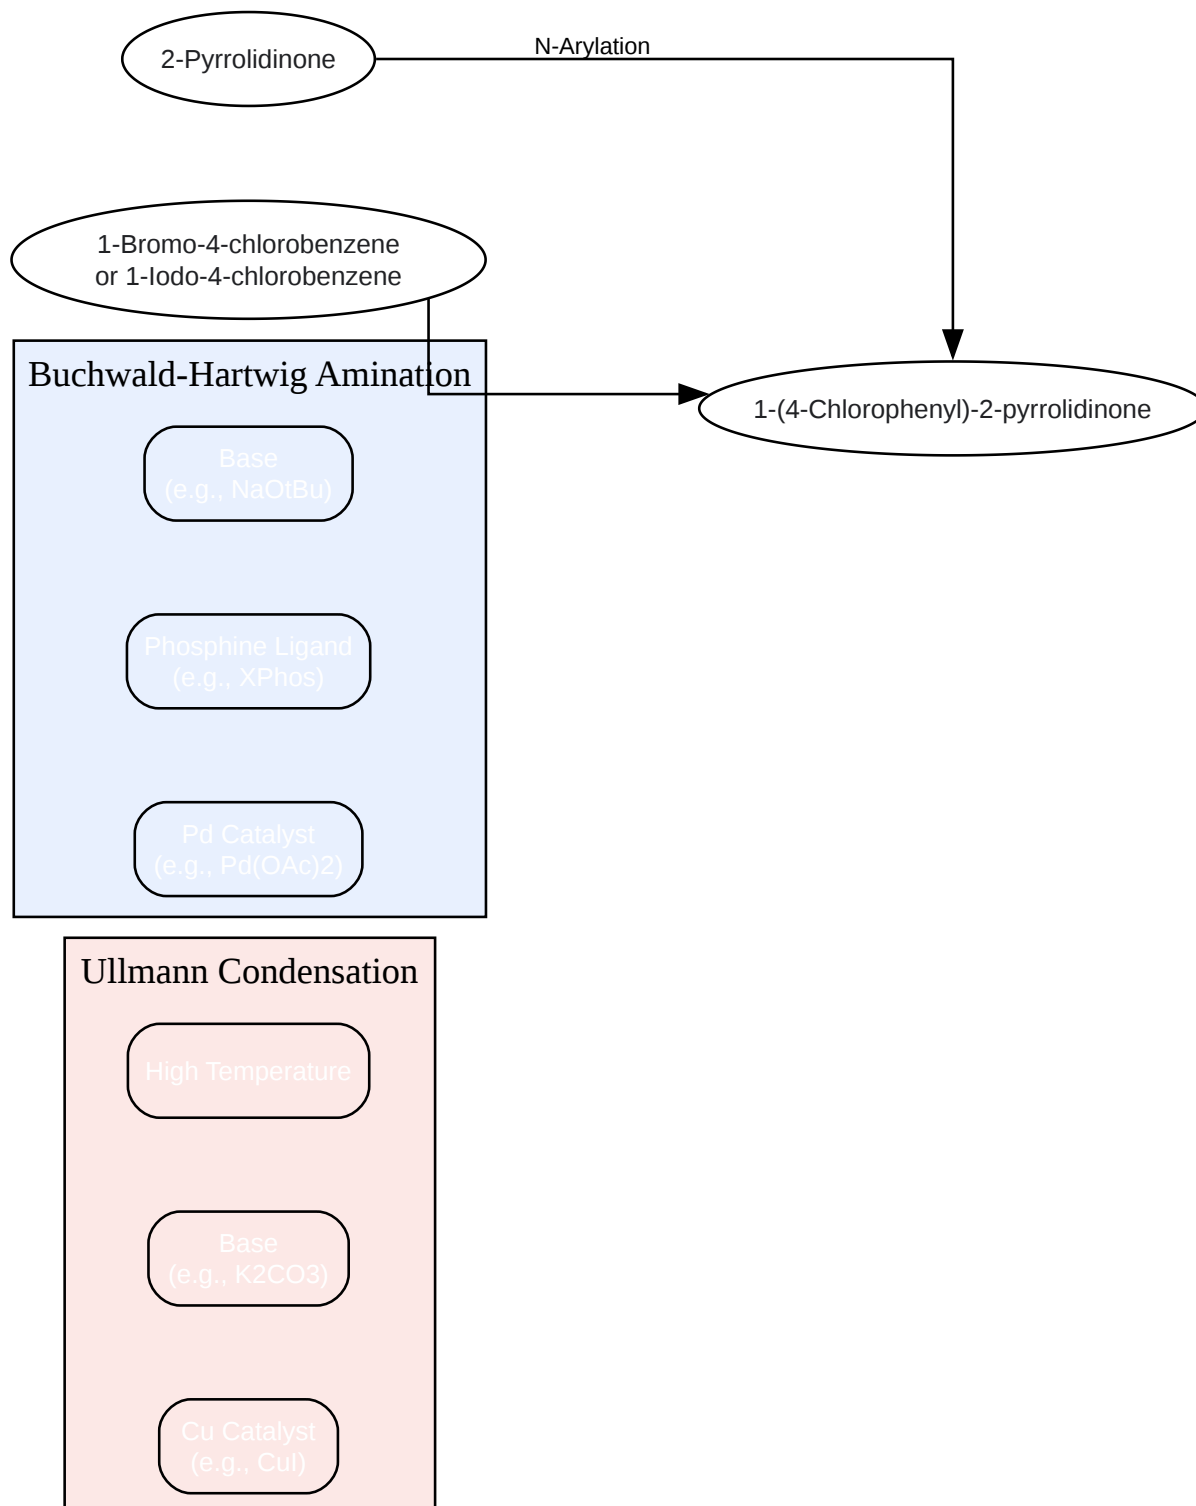 2-Pyrrolidinone
N-Arylation
1-Bromo-4-chlorobenzene
or 1-Iodo-4-chlorobenzene
Buchwald-Hartwig Amination
1-(4-Chlorophenyl)-2-pyrrolidinone
Base
(e.g., NaOtBu)
Phosphine Ligand
(e.g., XPhos)
Pd Catalyst
(e.g., Pd(OAc)2)
Ullmann Condensation
High Temperature
Base
(e.g., K2CO3)
Cu Catalyst
(e.g., CuI)